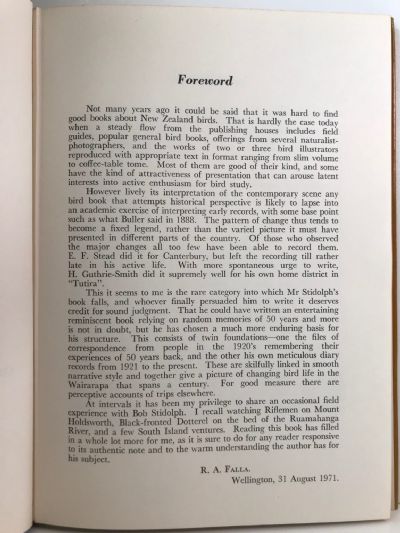 Foreword
Not many years ago it could be said that it was hard to find
good books about New Zealand birds. That is hardly the case today
when a steady flow from the publishing houses includes field
guides, popular general bird books, offerings from several naturalist-
photographers, and the works of two or three bird illustrators
reproduced with appropriate text in format ranging from slim volume
to coffee-table tome. Most of them are good of their kind, and some
have the kind of attractiveness of presentation that can arouse latent
interests into active enthusiasm for bird study.
However lively its interpretation of the contemporary scene any
bird book that attempts historical perspective is likely to lapse into
an academic exercise of interpreting early records, with some base point
such as what Buller said in 1888. The pattern of change thus tends to
become a fixed legend, rather than the varied picture it must have
presented in different parts of the country. Of those who observed
the major changes all too few have been able to record them.
E. F. Stead did it for Canterbury, but left the recording till rather
late in his active life. With more spontaneous urge to write,
H. Guthrie-Smith did it supremely well for his own home district in
"Tutira".
This it seems to me is the rare category into which Mr Stidolph's
book falls, and whoever finally persuaded him to write it deserves
credit for sound judgment. That he could have written an entertaining
reminiscent book relying on random memories of 50 years and more
is not in doubt, but he has chosen a much more enduring basis for
his structure. This consists of twin foundations—one the files of
correspondence from people in the 1920's remembering their
experiences of 50 years back, and the other his own meticulous diary
records from 1921 to the present. These are skilfully linked in smooth
narrative style and together give a picture of changing bird life in the
Wairarapa that spans a century. For good measure there are
perceptive accounts of trips elsewhere.
At intervals it has been my privilege to share an occasional field
experience with Bob Stidolph. I recall watching Riflemen on Mount
Holdsworth, Black-fronted Dotterel on the bed of the Ruamahanga
River, and a few South Island ventures. Reading this book has filled
in a whole lot more for me, as it is sure to do for any reader responsive
to its authentic note and to the warm understanding the author has for
his subject.
R. A. FALLA.
Wellington, 31 August 1971.